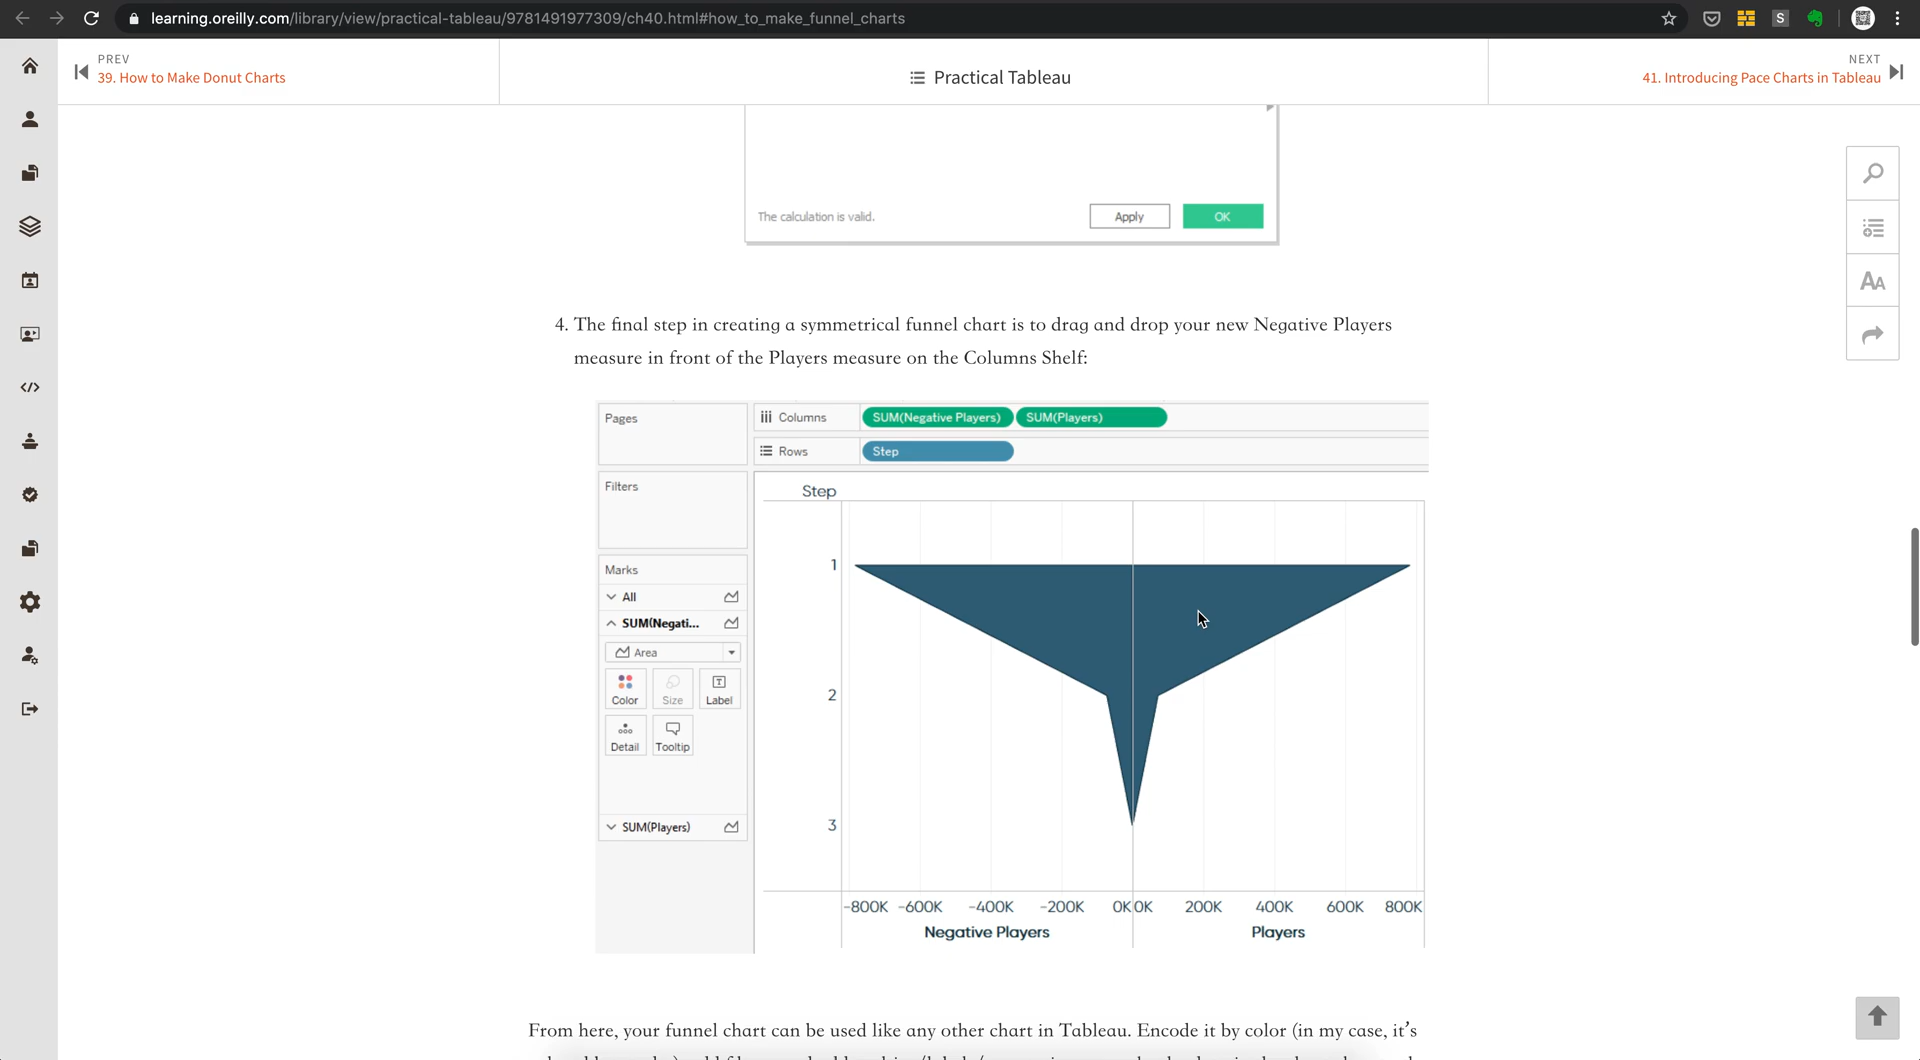 learning.oreilly.com/library/view/practical-tableau/9781491977309/ch40.html#how_to_make_funnel_charts
S
PREV
39. How to Make Donut Charts
Practical Tableau
NEXT
41. Introducing Pace Charts in Tableau
The calculation is valid.
Apply
OK
AA
4. The final step in creating a symmetrical funnel chart is to drag and drop your new Negative Players
measure in front of the Players measure on the Columns Shelf:
Pages
Columns
SUM(Negative Players)
SUM(Players)
Rows
Step
Filters
Marks
All
SUM(Negati...
Area
Color
Size
T
Label
Detail
Tooltip
SUM(Players)
Step
1
2
3
-800K -600K -400K -200K 0K 0K 200K 400K 600K 800K
Negative Players
Players
From here, your funnel chart can be used like any other chart in Tableau. Encode it by color (in my case, it's